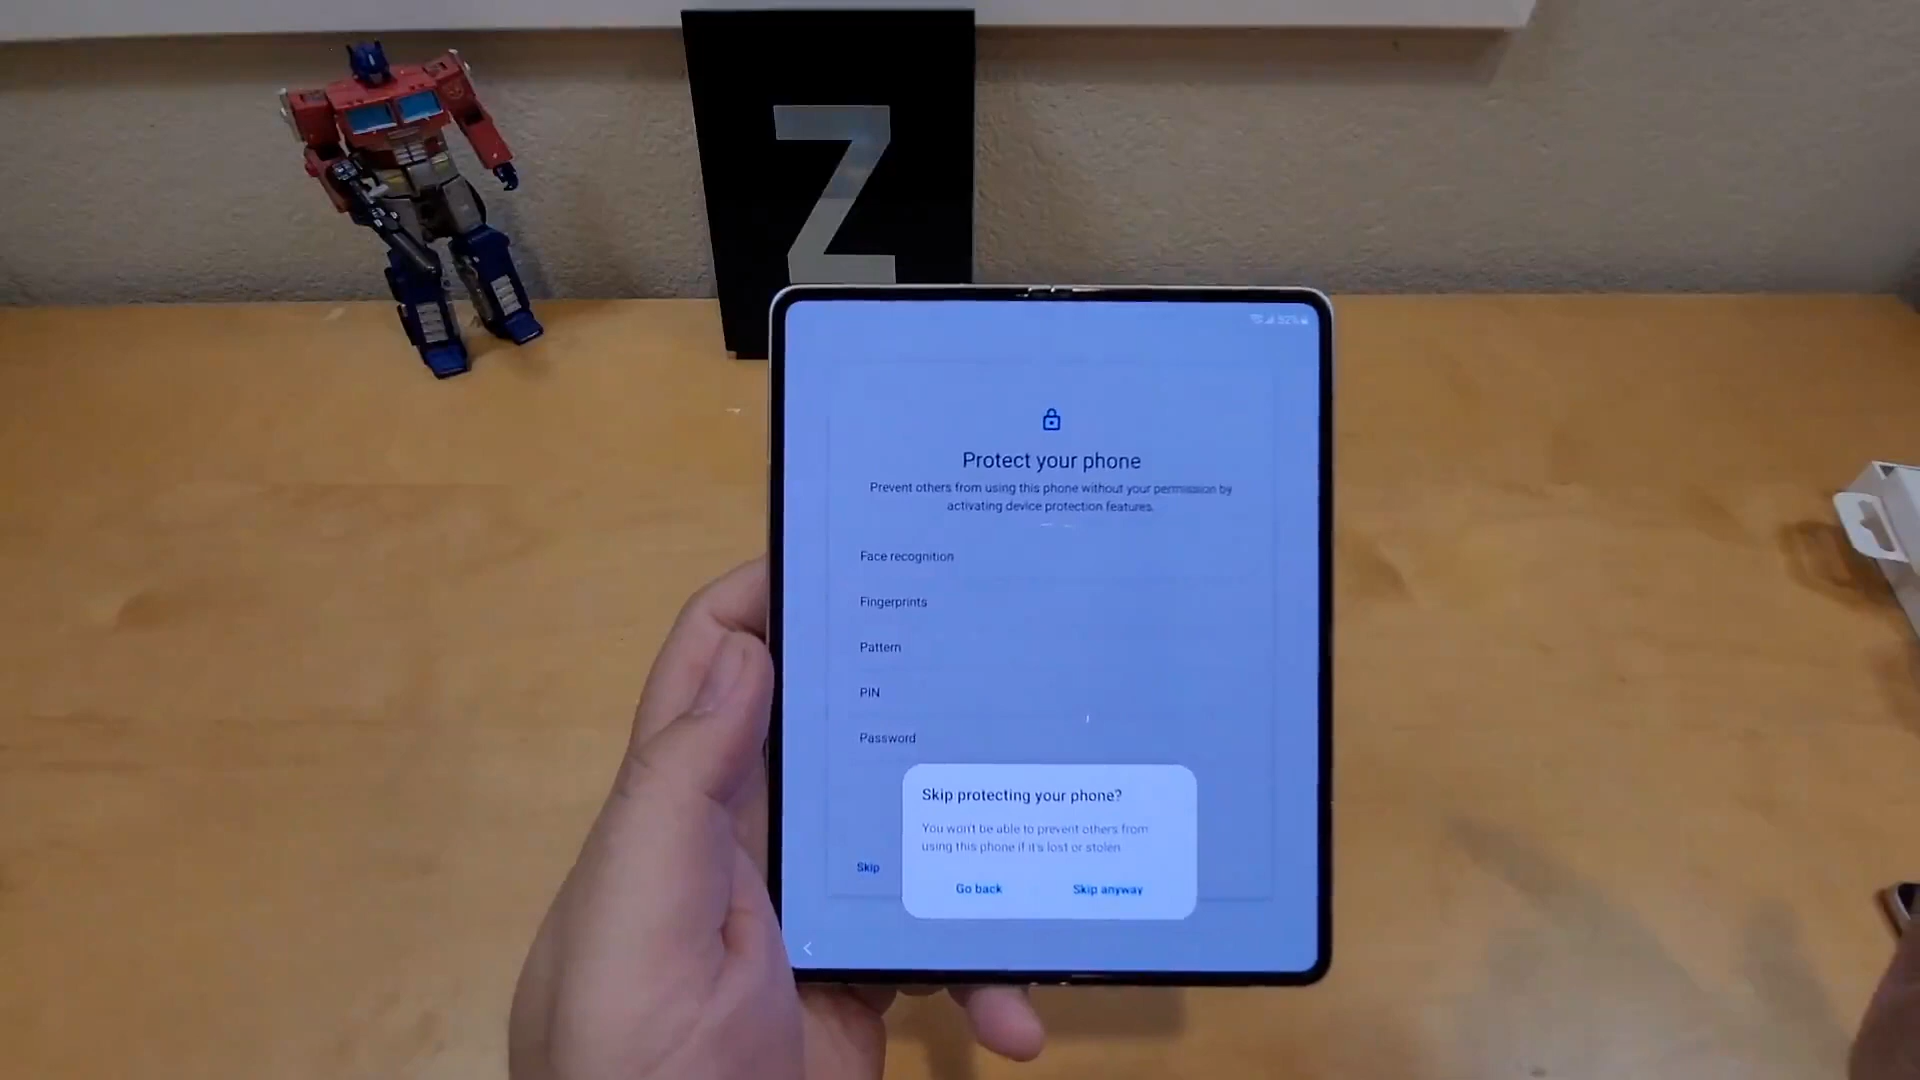 Z
92%
Protect your phone
Prevent others from using this phone without your permission by
activating device protection features.
Face recognition
Fingerprints
Pattern
PIN
Password
Skip protecting your phone?
You won't be able to prevent others from
using this phone if it's lost or stolen
Skip
Go back
Skip anyway